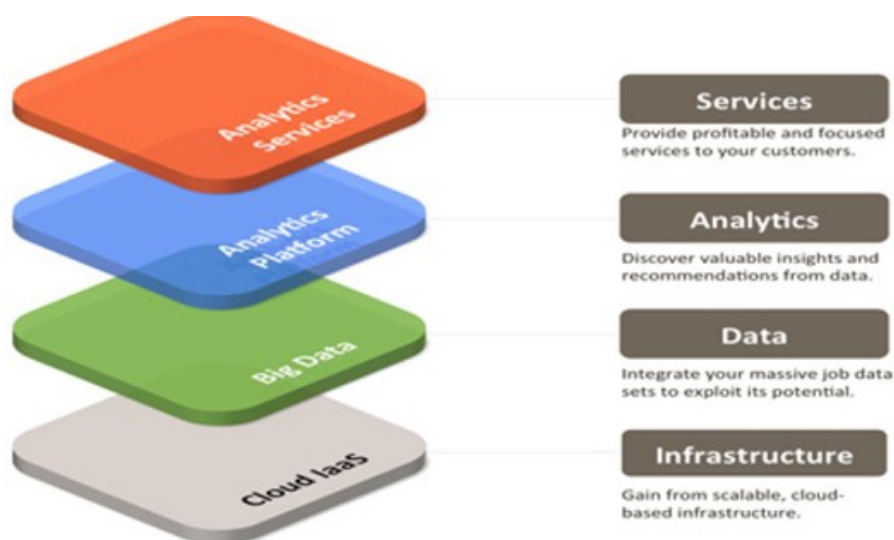 Analytics
Services
Services
Provide profitable and focused
services to your customers.
Analytics
Platform
Analytics
Discover valuable insights and
recommendations from data.
Big Data
Data
Integrate your massive job data
sets to exploit its potential.
Cloud IaaS
Infrastructure
Gain from scalable, cloud-
based infrastructure.